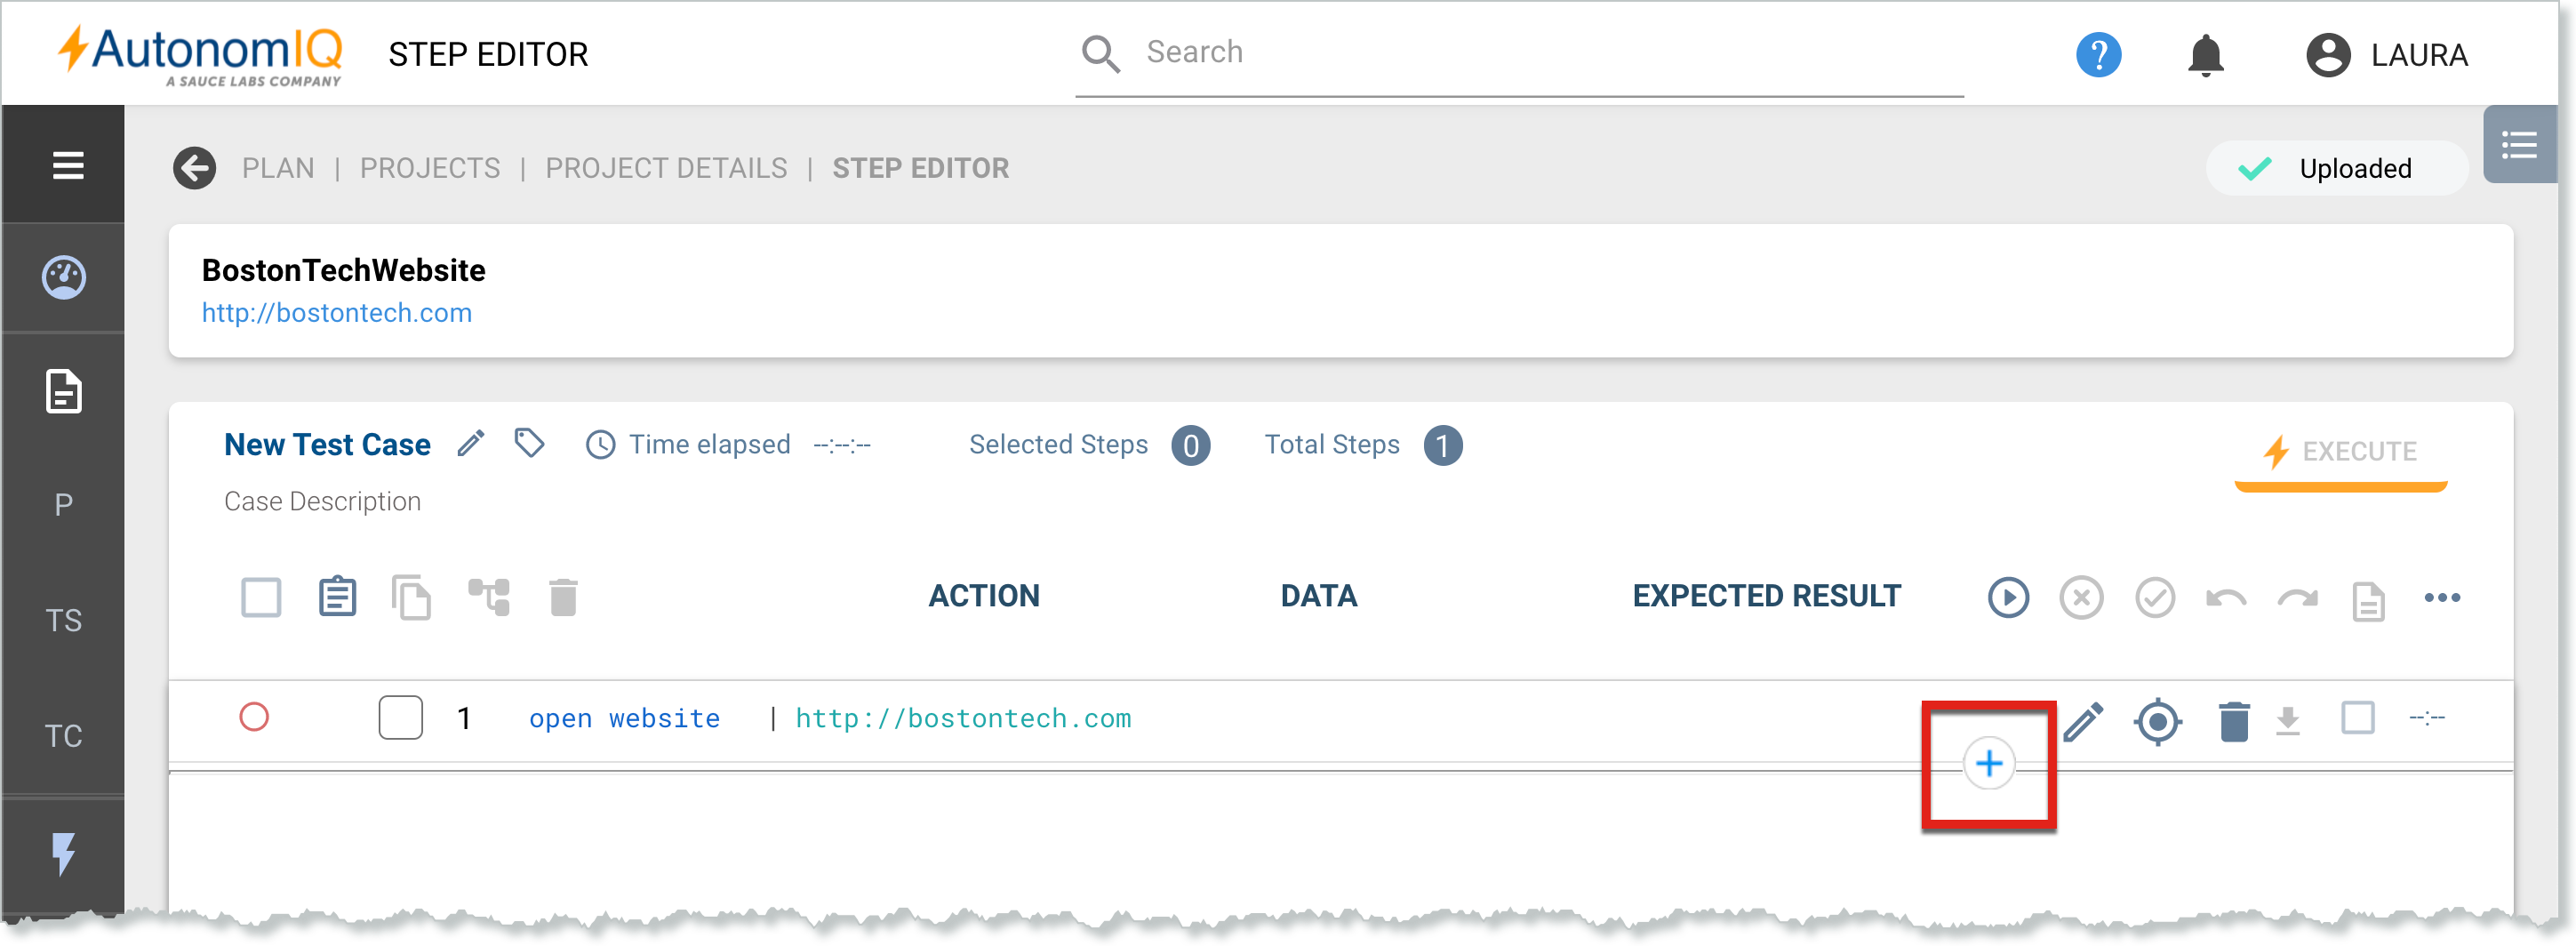 AutonomIQ STEP EDITOR Search ? LAURA
A SAUCE LABS COMPANY
PLAN | PROJECTS | PROJECT DETAILS | STEP EDITOR Uploaded
BostonTechWebsite
http://bostontech.com
New Test Case Time elapsed --:--:-- Selected Steps 0 Total Steps 1 EXECUTE
Case Description
P
ACTION DATA EXPECTED RESULT
TS
1 open website | http://bostontech.com --:--
TC